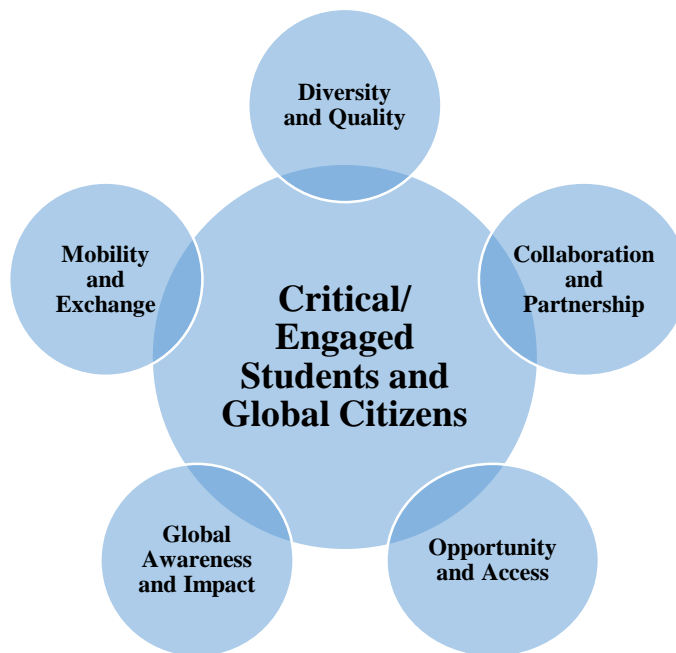 Diversity
and Quality
Mobility
and
Exchange
Collaboration
and
Partnership
Critical/
Engaged
Students and
Global Citizens
Global
Awareness
and Impact
Opportunity
and Access